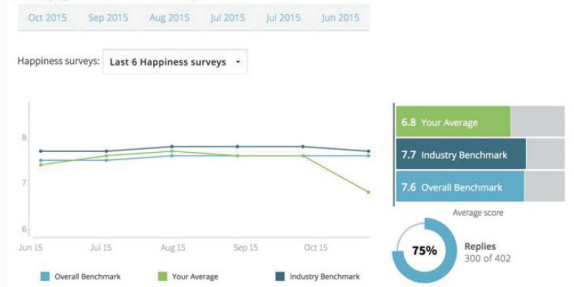 Oct 2015 Sep 2015 Aug 2015 Jul 2015 Jul 2015 Jun 2015
Happiness surveys: Last 6 Happiness surveys
8
7
6
Jun 15 Jul 15 Aug 15 Sep 15 Oct 15
Overall Benchmark Your Average Industry Benchmark
6.8 Your Average
7.7 Industry Benchmark
7.6 Overall Benchmark
Average score
75%
Replies
300 of 402